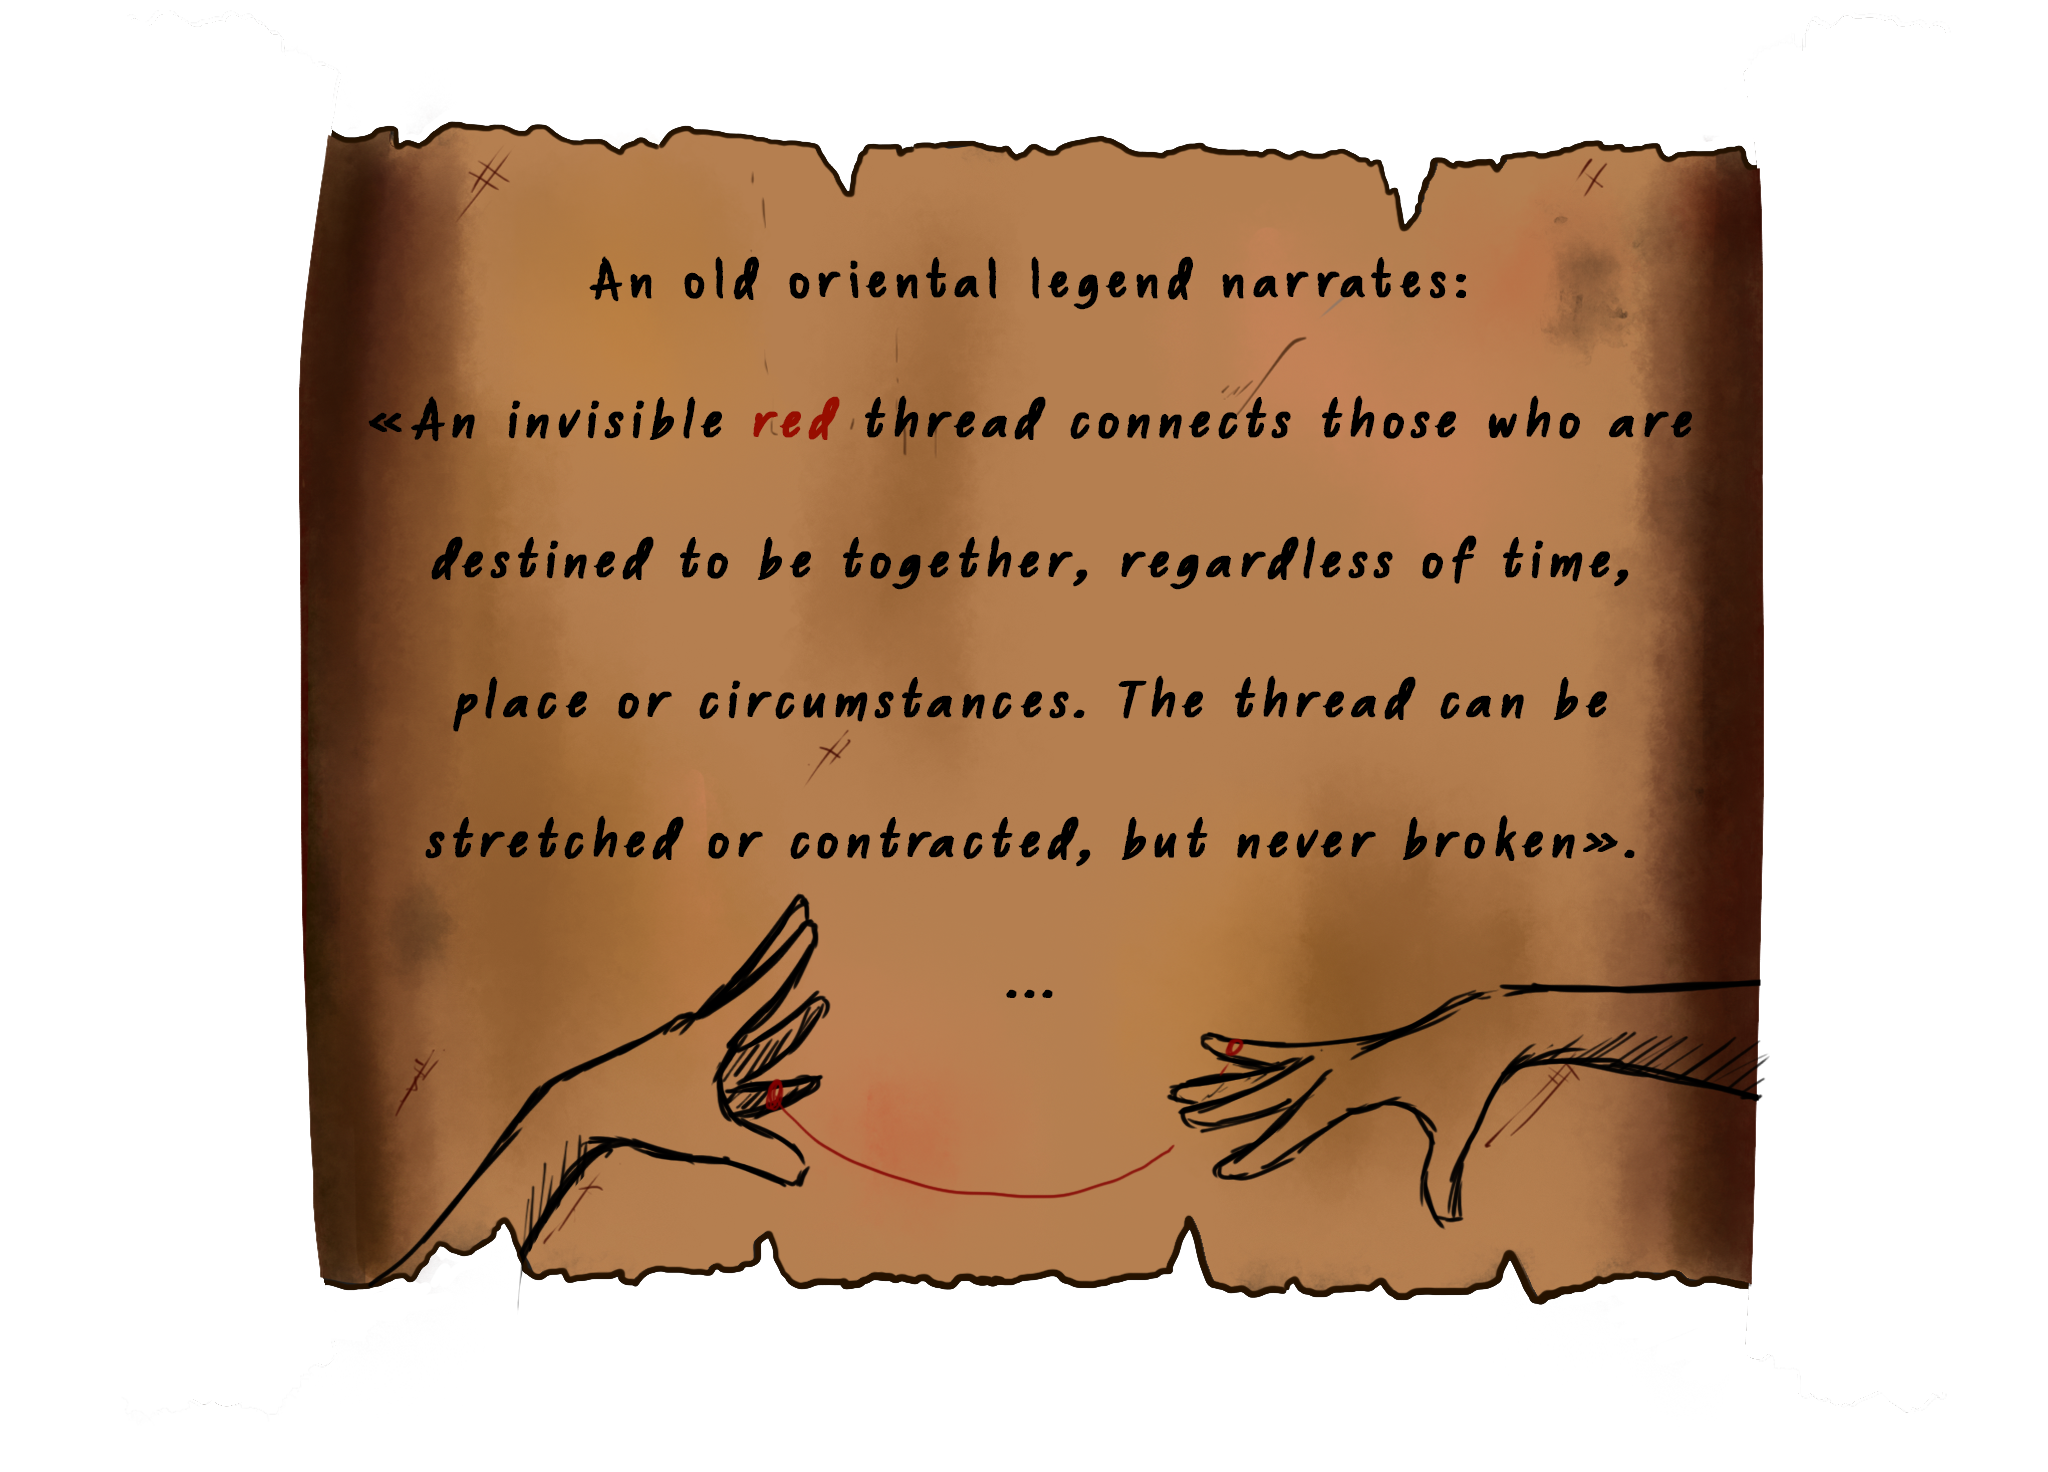 An old oriental legend narrates:
«An invisible red thread connects those who are
destined to be together, regardless of time,
place or circumstances. The thread can be
stretched or contracted, but never broken».
...